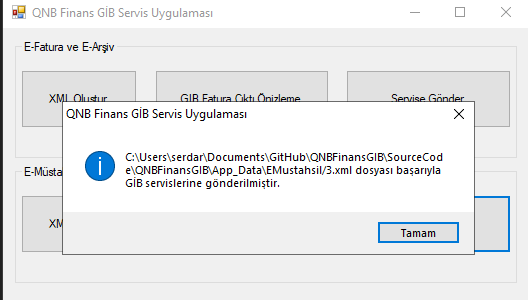 QNB Finans GİB Servis Uygulaması
E-Fatura ve E-Arşiv
XML Oluştur
GIB Fatura Çıktı Önizleme
Servise Gönder
QNB Finans GİB Servis Uygulaması
C:\Users\serdar\Documents\GitHub\QNBFinansGIB\SourceCod
e\QNBFinansGIB\App_Data\EMustahsil/3.xml dosyası başarıyla
GİB servislerine gönderilmiştir.
Tamam
E-Müsta
XM